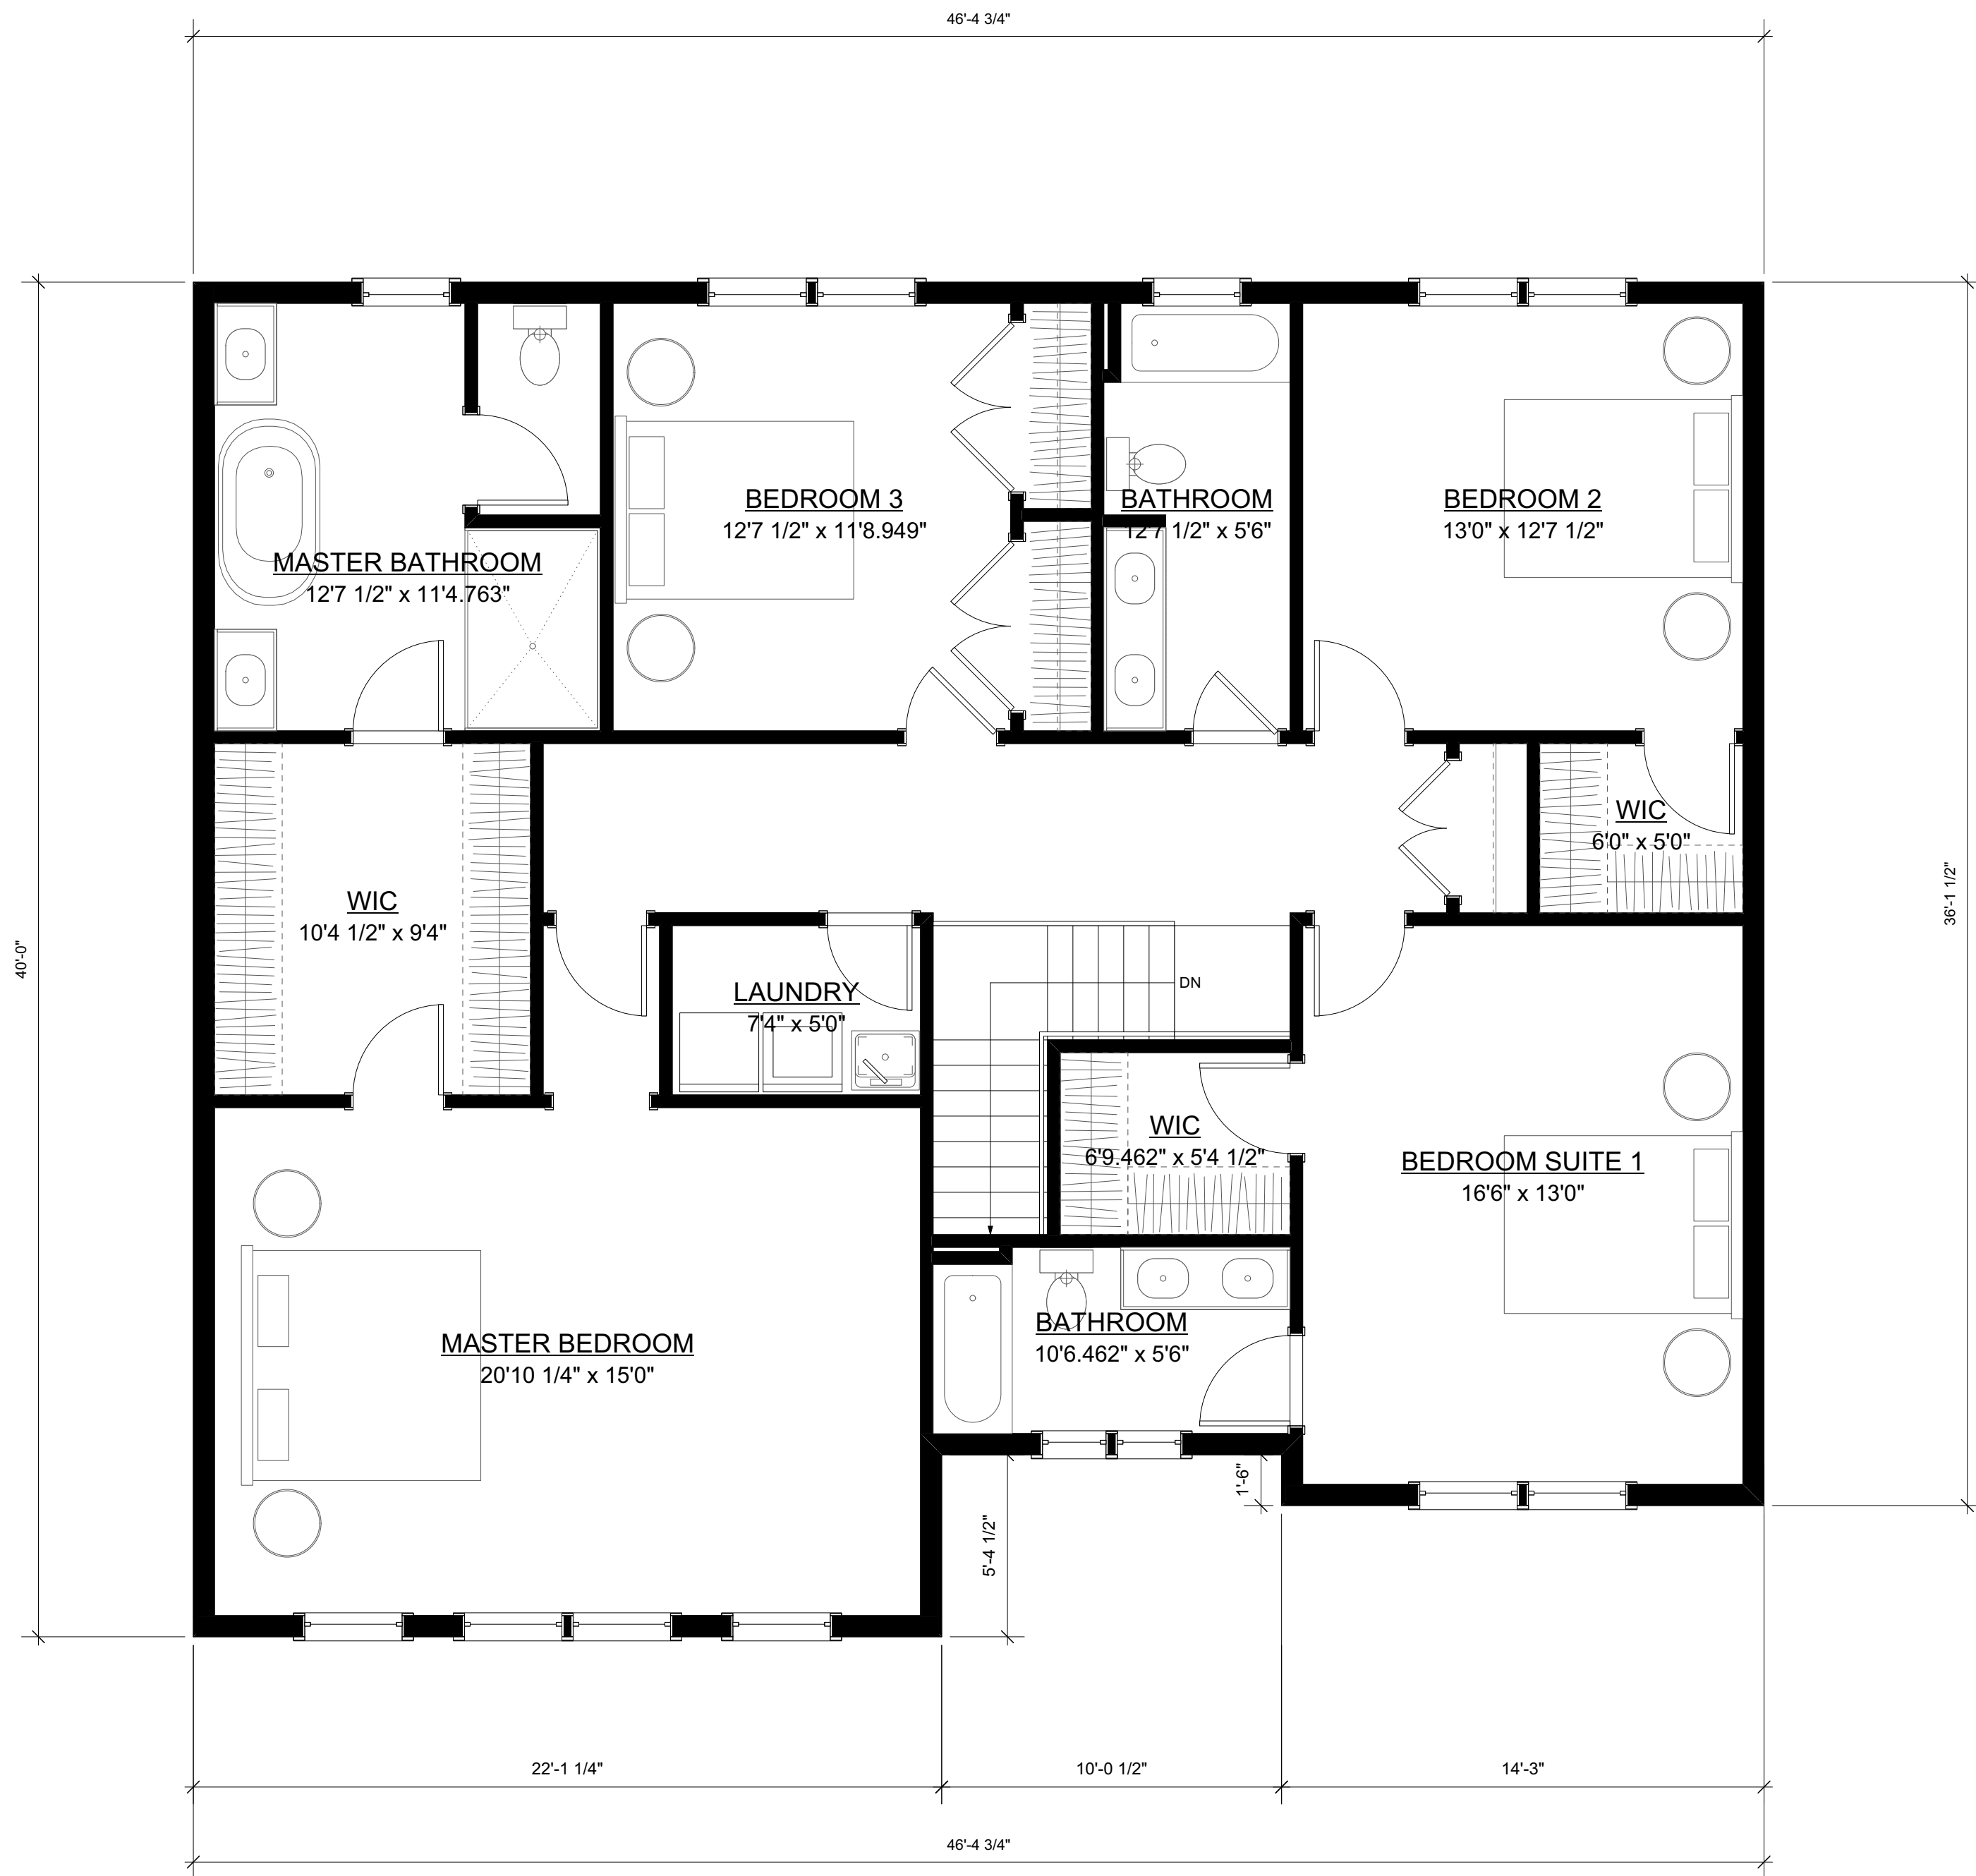 46'-4 3/4"
BEDROOM 3
12'7 1/2" x 11'8.949"
BATHROOM
12'7 1/2" x 5'6"
BEDROOM 2
13'0" x 12'7 1/2"
MASTER BATHROOM
12'7 1/2" x 11'4.763"
WIC
6'0" x 5'0"
WIC
10'4 1/2" x 9'4"
40'-0"
36'-1 1/2"
LAUNDRY
7'4" x 5'0"
DN
WIC
6'9.462" x 5'4 1/2"
BEDROOM SUITE 1
16'6" x 13'0"
BATHROOM
10'6.462" x 5'6"
MASTER BEDROOM
20'10 1/4" x 15'0"
1'-6"
5'-4 1/2"
22'-1 1/4"
10'-0 1/2"
14'-3"
46'-4 3/4"